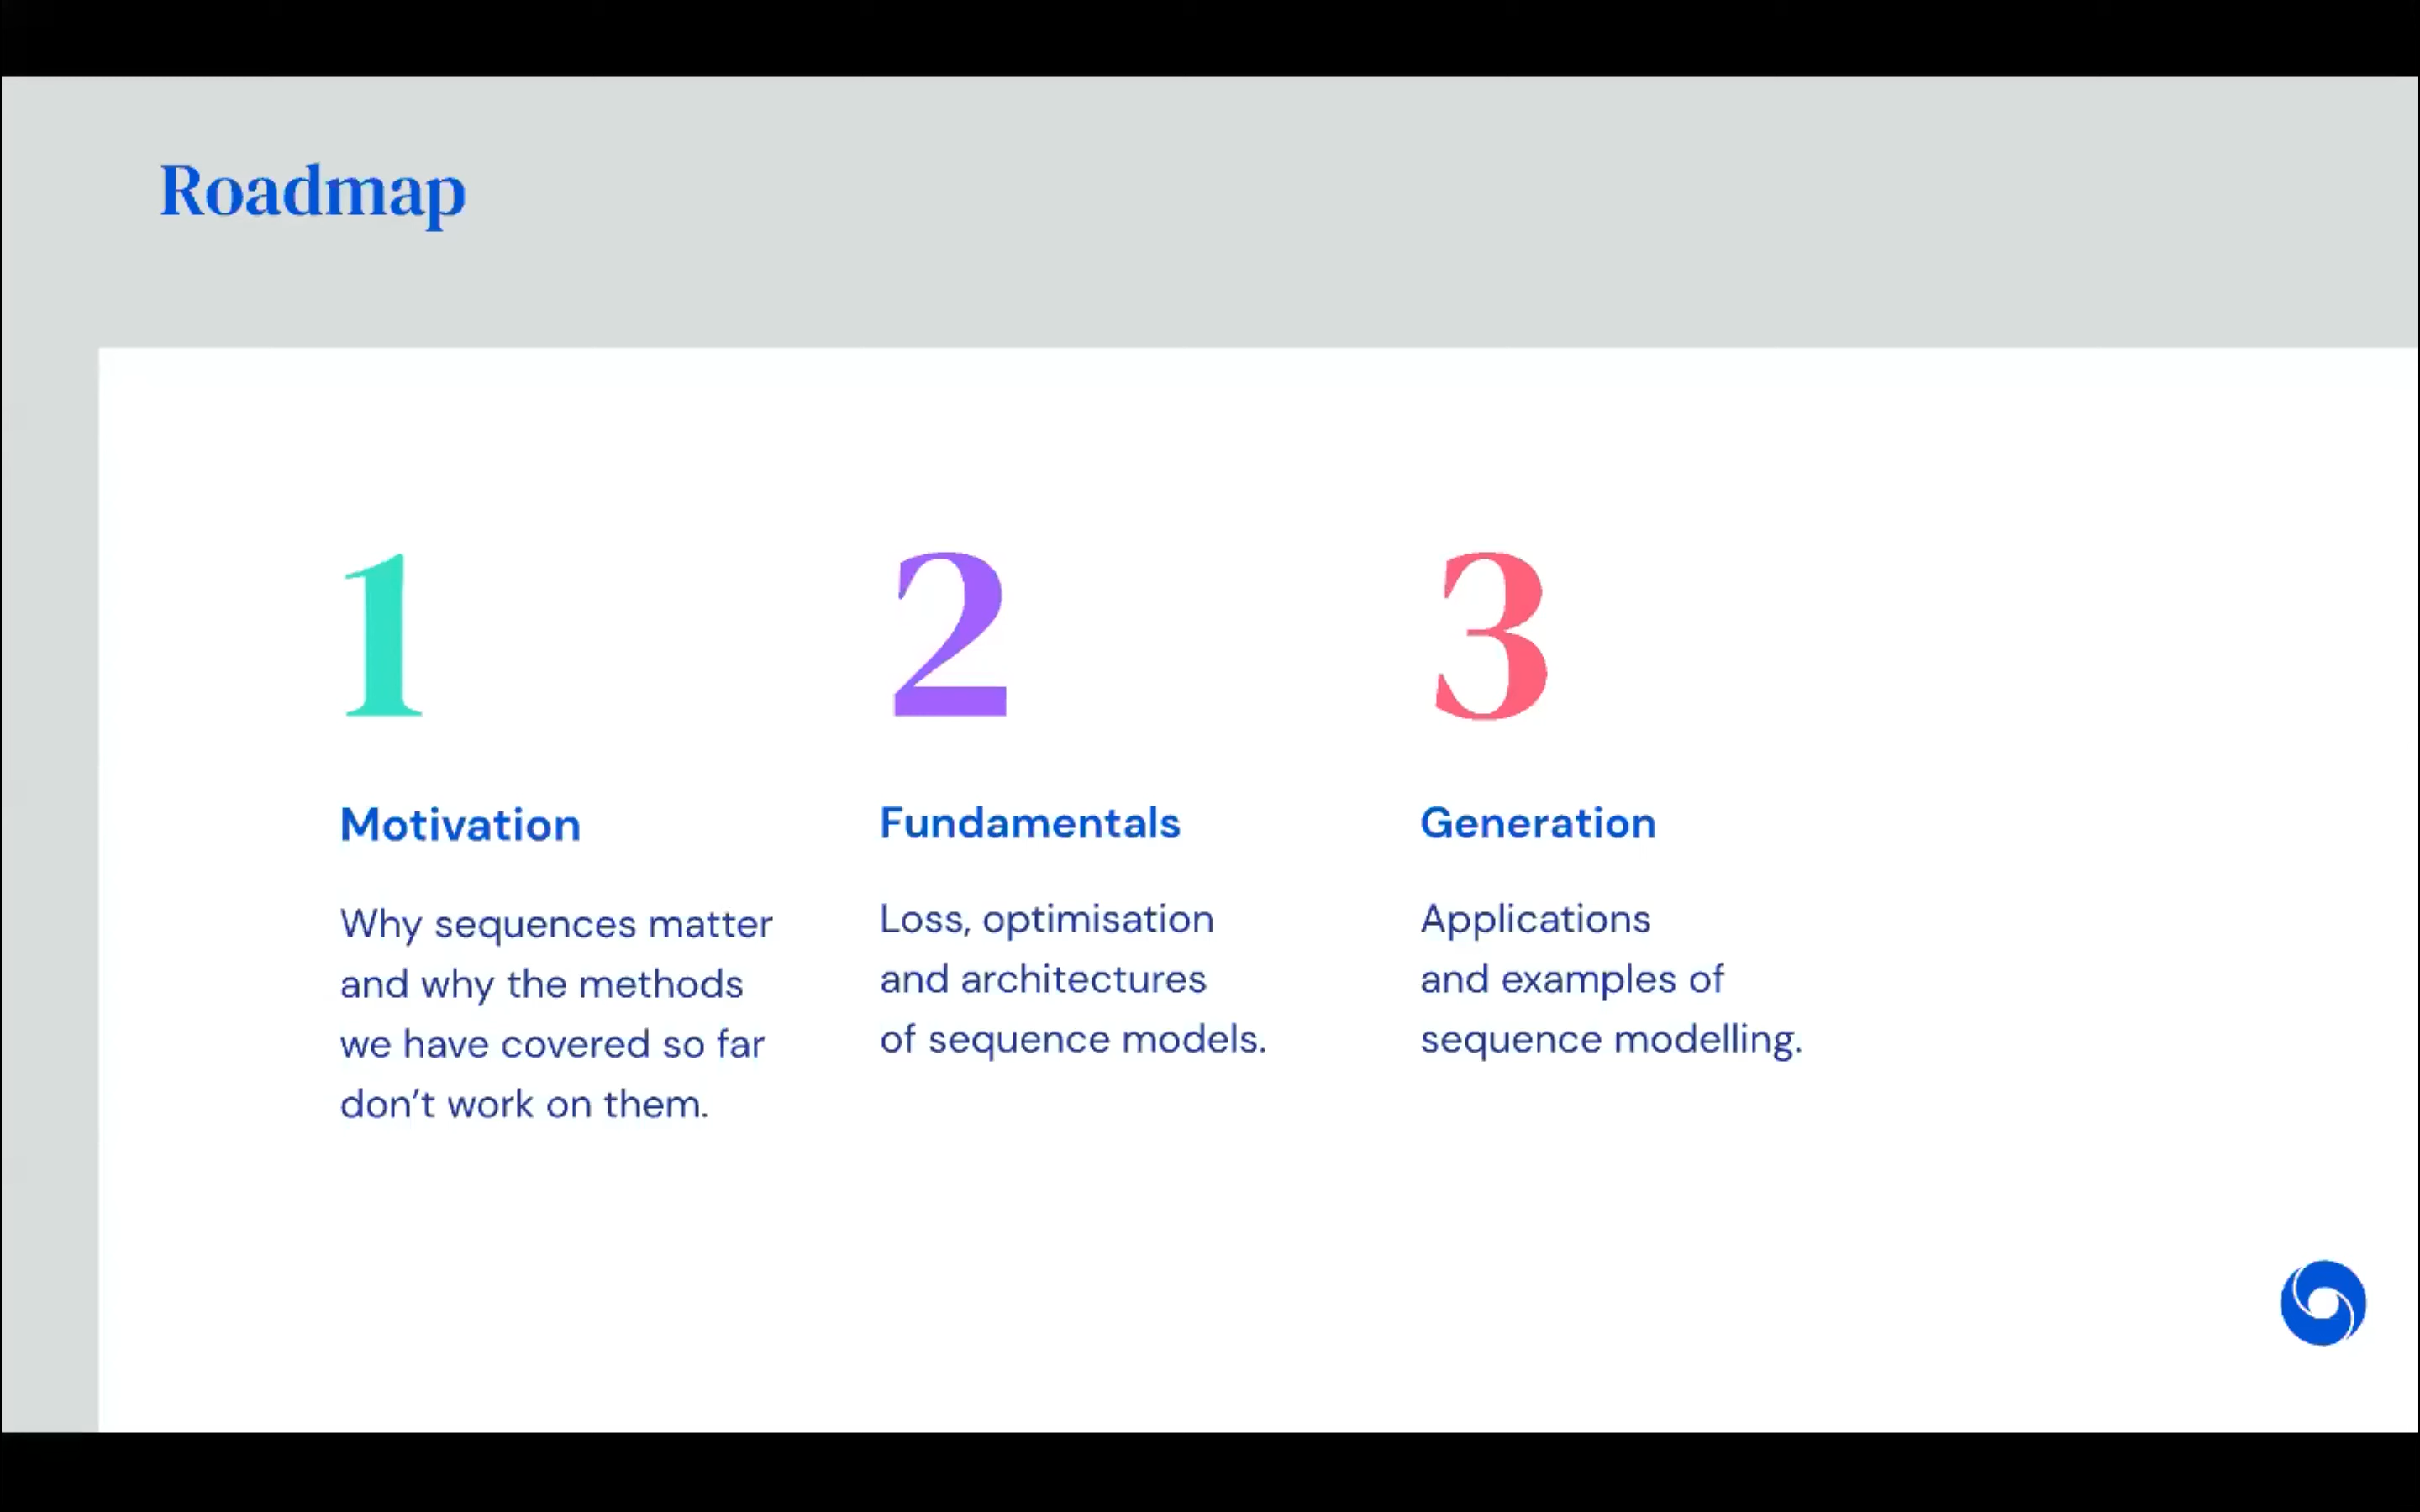 Roadmap
1
Motivation
Why sequences matter
and why the methods
we have covered so far
don’t work on them.
2
Fundamentals
Loss, optimisation
and architectures
of sequence models.
3
Generation
Applications
and examples of
sequence modelling.